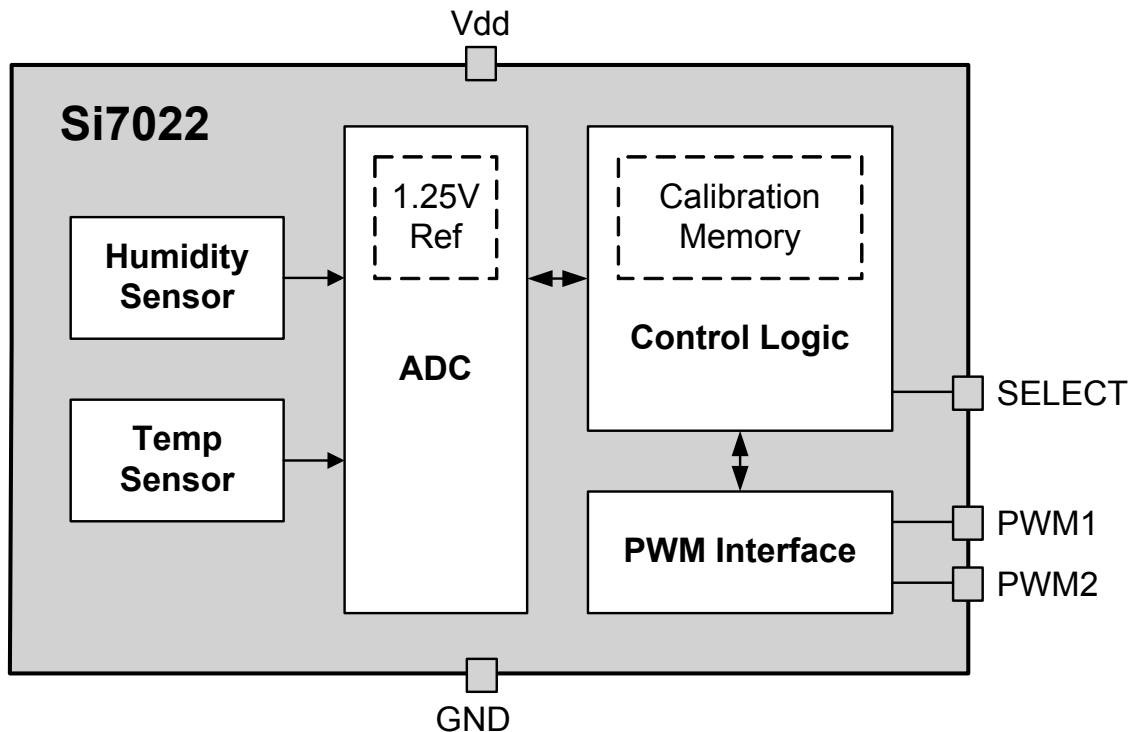 Vdd
Si7022
1.25V
Ref
Calibration
Memory
Humidity
Sensor
Control Logic
ADC
SELECT
Temp
Sensor
PWM1
PWM Interface
PWM2
GND